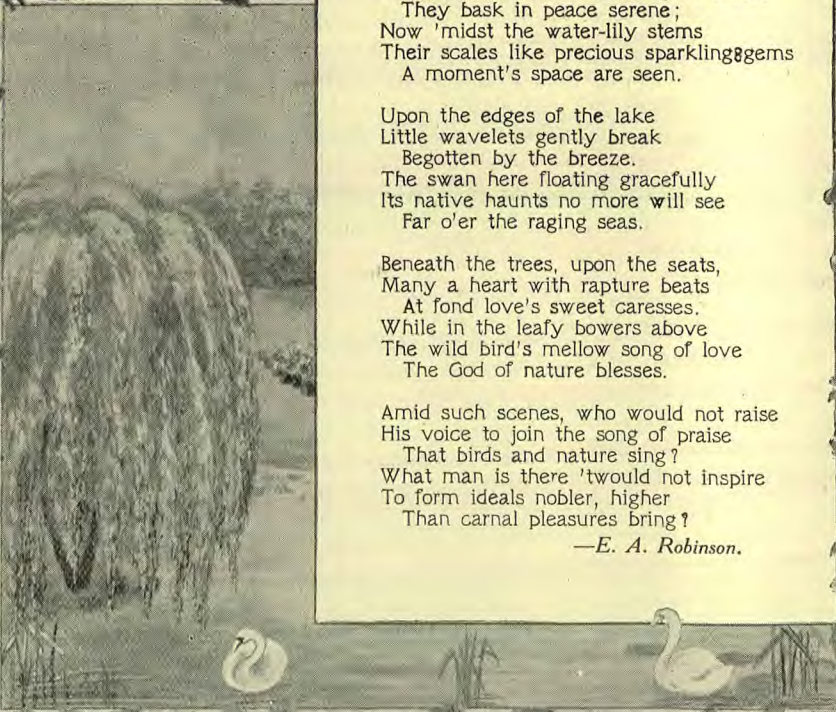 They bask in peace serene;
Now 'midst the water-lily stems
Their scales like precious sparkling gems
A moment's space are seen.
Upon the edges of the lake
Little wavelets gently break
Begotten by the breeze.
The swan here floating gracefully
Its native haunts no more will see
Far o'er the raging seas.
Beneath the trees, upon the seats,
Many a heart with rapture beats
At fond love's sweet caresses.
While in the leafy bowers above
The wild bird's mellow song of love
The God of nature blesses.
Amid such scenes, who would not raise
His voice to join the song of praise
That birds and nature sing?
What man is there 'twould not inspire
To form ideals nobler, higher
Than carnal pleasures bring?
—E. A. Robinson.